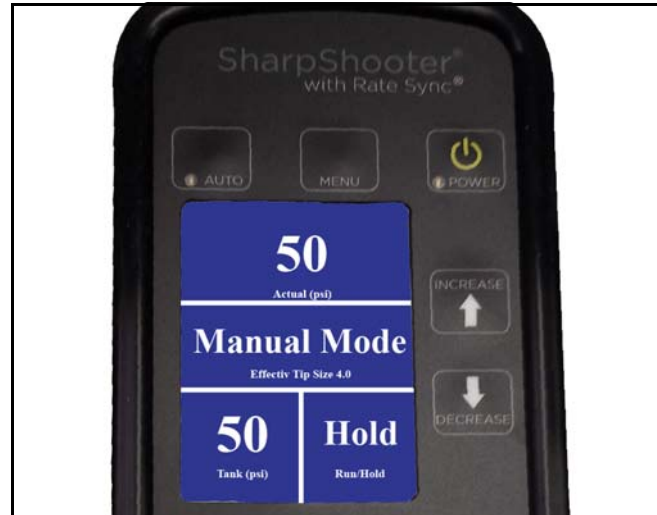 SharpShooter®
with Rate Sync®
AUTO
MENU
POWER
50
Actual (psi)
INCREASE
Manual Mode
Effectiv Tip Size 4.0
DECREASE
50
Tank (psi)
Hold
Run/Hold